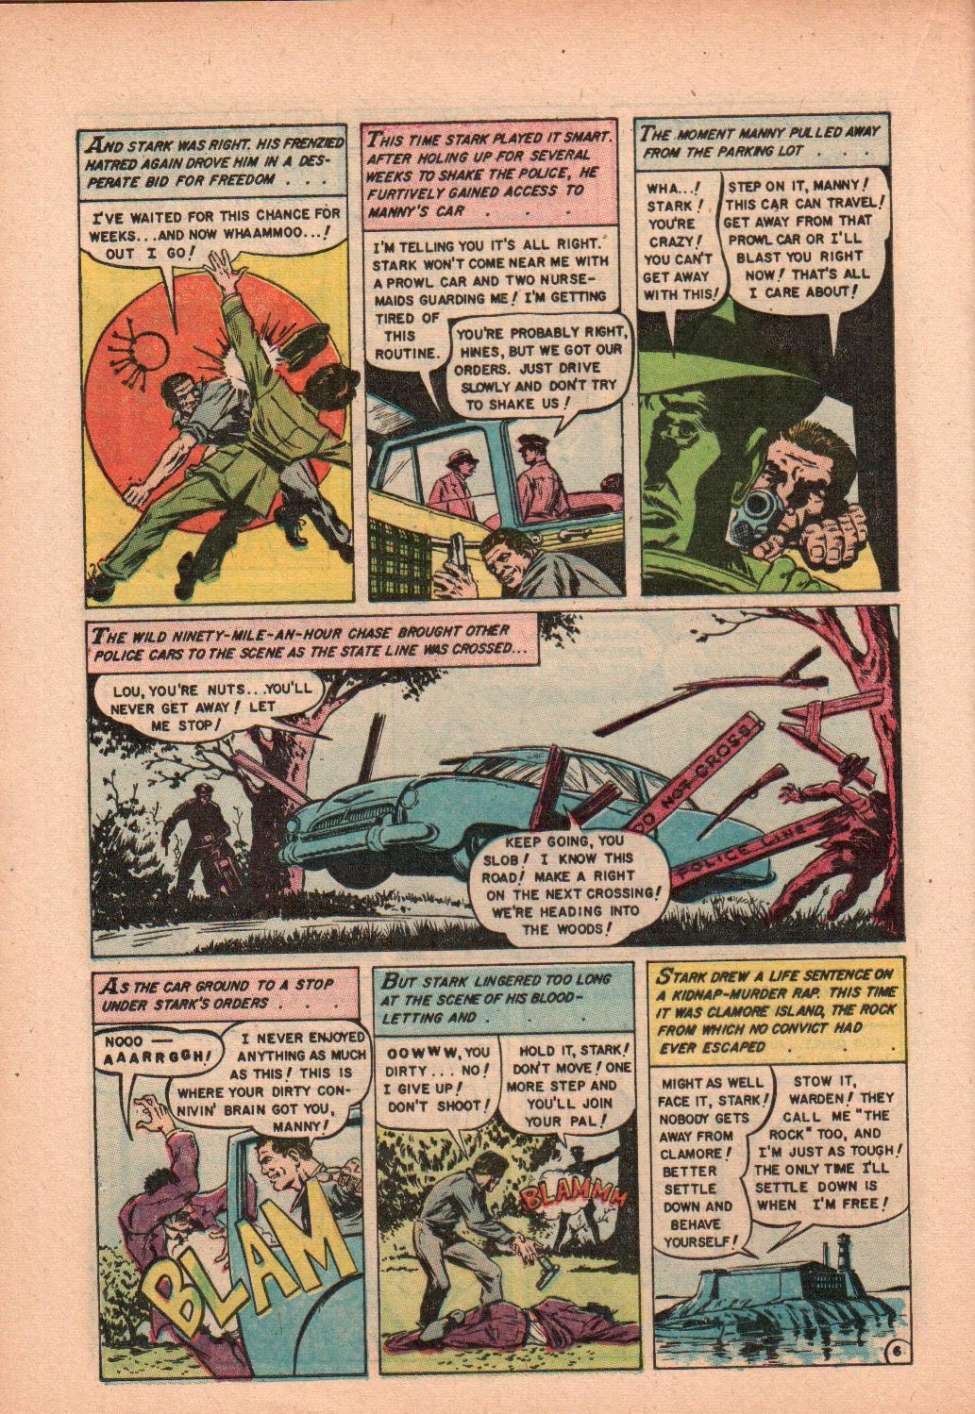 AND STARK WAS RIGHT. HIS FRENZIED
HATRED AGAIN DROVE HIM IN A DES-
PERATE BID FOR FREEDOM . . .
I'VE WAITED FOR THIS CHANCE FOR
WEEKS...AND NOW WHAAMMOO...!
OUT I GO!
THIS TIME STARK PLAYED IT SMART.
AFTER HOLING UP FOR SEVERAL
WEEKS TO SHAKE THE POLICE, HE
FURTIVELY GAINED ACCESS TO
MANNY'S CAR . . .
I'M TELLING YOU IT'S ALL RIGHT.
STARK WON'T COME NEAR ME WITH
A PROWL CAR AND TWO NURSE-
MAIDS GUARDING ME! I'M GETTING
TIRED OF
THIS
ROUTINE.
YOU'RE PROBABLY RIGHT,
HINES, BUT WE GOT OUR
ORDERS. JUST DRIVE
SLOWLY AND DON'T TRY
TO SHAKE US!
THE MOMENT MANNY PULLED AWAY
FROM THE PARKING LOT . . . .
WHA...!
STARK!
YOU'RE
CRAZY!
YOU CAN'T
GET AWAY
WITH THIS!
STEP ON IT, MANNY!
THIS CAR CAN TRAVEL!
GET AWAY FROM THAT
PROWL CAR OR I'LL
BLAST YOU RIGHT
NOW! THAT'S ALL
I CARE ABOUT!
THE WILD NINETY-MILE-AN-HOUR CHASE BROUGHT OTHER
POLICE CARS TO THE SCENE AS THE STATE LINE WAS CROSSED...
LOU, YOU'RE NUTS...YOU'LL
NEVER GET AWAY! LET
ME STOP!
DO NOT CROSS
POLICE LINE
KEEP GOING, YOU
SLOB! I KNOW THIS
ROAD! MAKE A RIGHT
ON THE NEXT CROSSING!
WE'RE HEADING INTO
THE WOODS!
AS THE CAR GROUND TO A STOP
UNDER STARK'S ORDERS . . . .
NOOO —
AAARRGGH!
I NEVER ENJOYED
ANYTHING AS MUCH
AS THIS! THIS IS
WHERE YOUR DIRTY CON-
NIVIN' BRAIN GOT YOU,
MANNY!
BLAM
BUT STARK LINGERED TOO LONG
AT THE SCENE OF HIS BLOOD-
LETTING AND . . . .
OOWWW, YOU
DIRTY... NO!
I GIVE UP!
DON'T SHOOT!
HOLD IT, STARK!
DON'T MOVE! ONE
MORE STEP AND
YOU'LL JOIN
YOUR PAL!
BLAMMM
STARK DREW A LIFE SENTENCE ON
A KIDNAP-MURDER RAP. THIS TIME
IT WAS CLAMORE ISLAND, THE ROCK
FROM WHICH NO CONVICT HAD
EVER ESCAPED . . .
MIGHT AS WELL
FACE IT, STARK!
NOBODY GETS
AWAY FROM
CLAMORE!
BETTER
SETTLE
DOWN AND
BEHAVE
YOURSELF!
STOW IT,
WARDEN! THEY
CALL ME "THE
ROCK" TOO, AND
I'M JUST AS TOUGH!
THE ONLY TIME I'LL
SETTLE DOWN IS
WHEN I'M FREE!
6